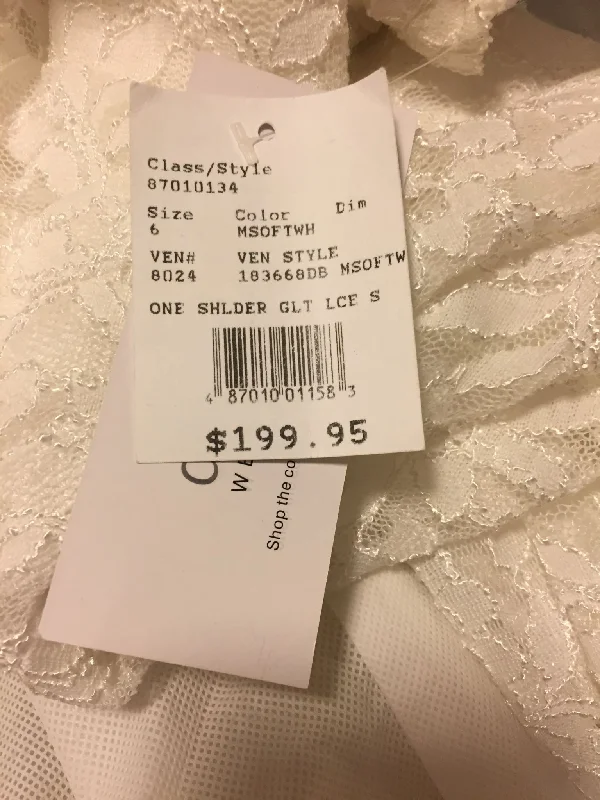 Class/Style
87010134
Size Color Dim
6 MSOFTWH
VEN# VEN STYLE
8024 183668DB MSOFTW
ONE SHLDER GLT LCE S
4 87010 01158 3
$199.95
Shop the co